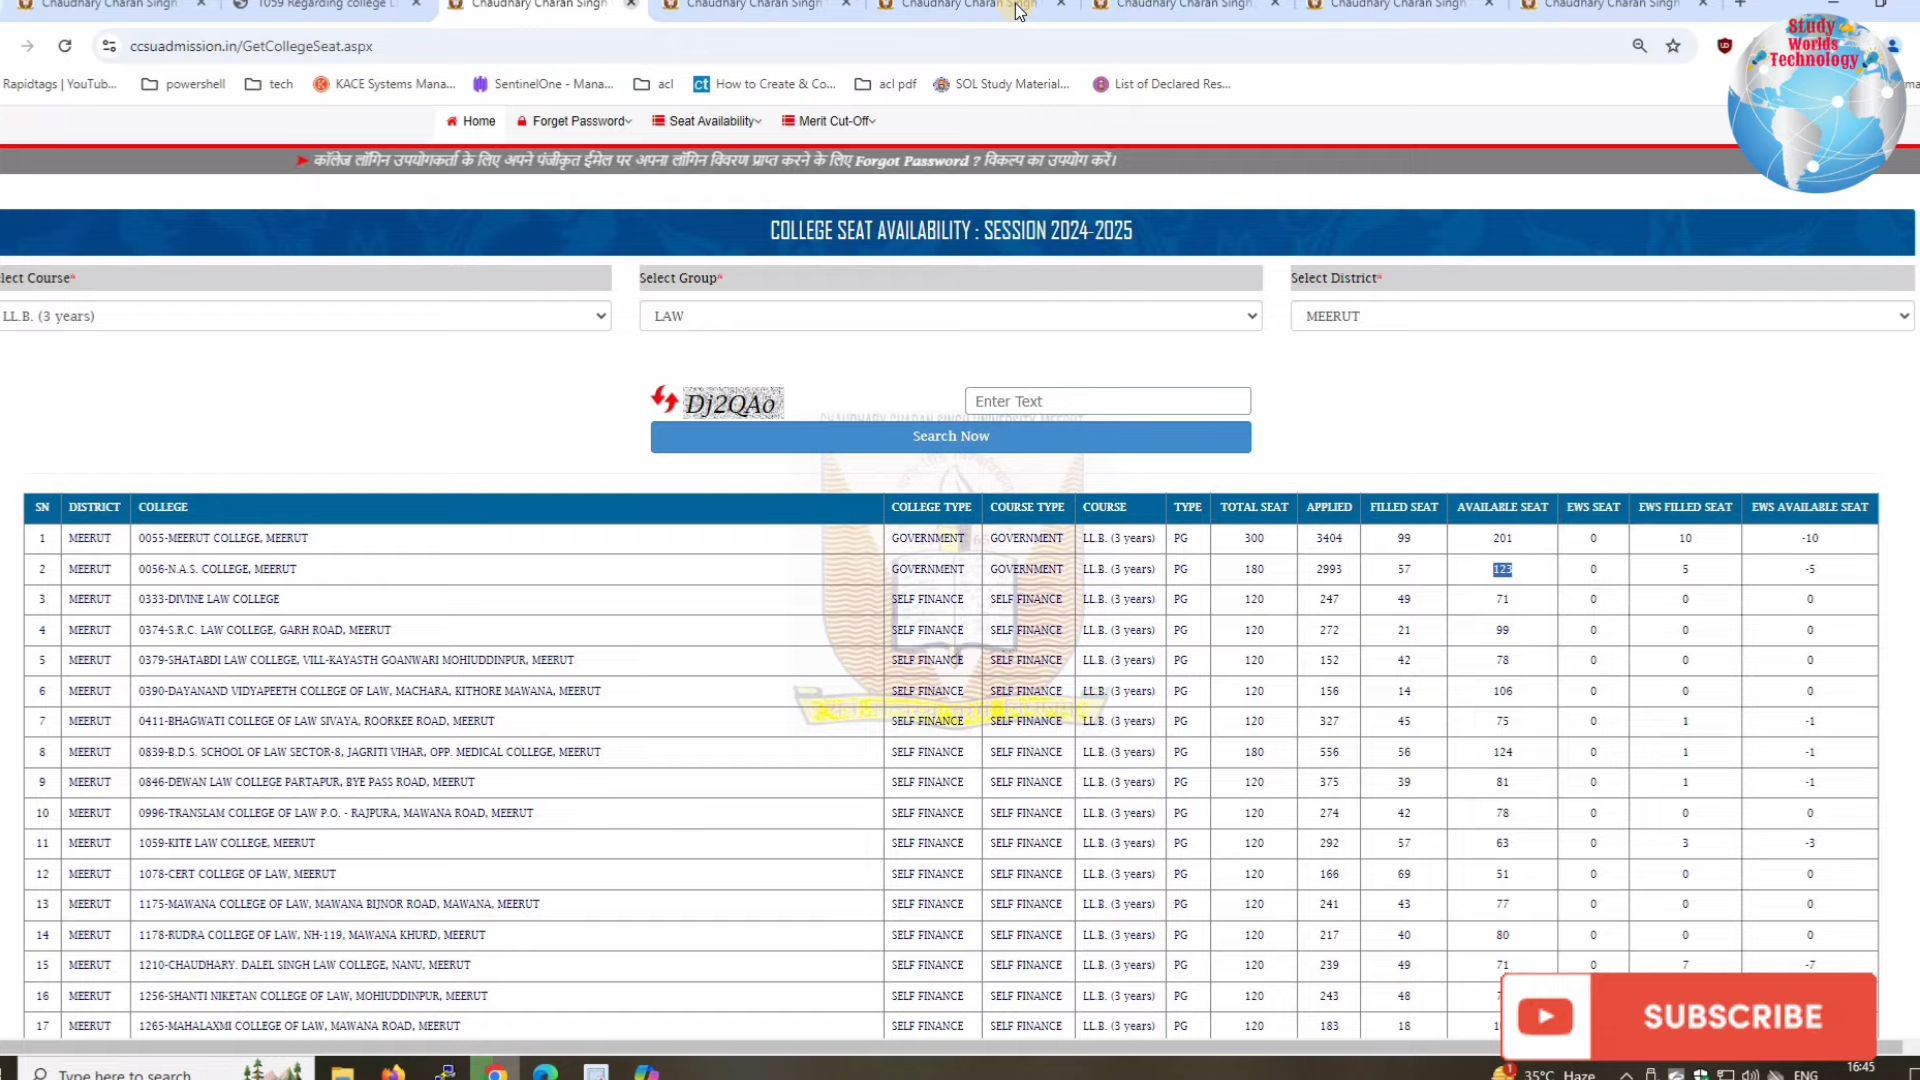 Chaudhary Charan Singh
1059 Regarding college L
Chaudhary Charan Singh
Chaudhary Charan Singh
Chaudhary Charan Singh
Chaudhary Charan Singh
Chaudhary Charan Singh
Chaudhary Charan Singh
ccsuadmission.in/GetCollegeSeat.aspx
Rapidtags | YouTub...
powershell
tech
KACE Systems Mana...
SentinelOne - Mana...
acl
How to Create & Co...
acl pdf
SOL Study Material...
List of Declared Res...
Study
Worlds
Technology
Home
Forget Password
Seat Availability
Merit Cut-Off
कॉलेज लॉगिन उपयोगकर्ता के लिए अपने पंजीकृत ईमेल पर अपना लॉगिन विवरण प्राप्त करने के लिए Forgot Password ? विकल्प का उपयोग करें।
COLLEGE SEAT AVAILABILITY : SESSION 2024-2025
lect Course*
Select Group*
Select District*
LL.B. (3 years)
LAW
MEERUT
Dj2QAo
Enter Text
CHAUDHARY CHARAN SINGH UNIVERSITY, MEERUT
Search Now
SN DISTRICT COLLEGE COLLEGE TYPE COURSE TYPE COURSE TYPE TOTAL SEAT APPLIED FILLED SEAT AVAILABLE SEAT EWS SEAT EWS FILLED SEAT EWS AVAILABLE SEAT
1 MEERUT 0055-MEERUT COLLEGE, MEERUT GOVERNMENT GOVERNMENT LL.B. (3 years) PG 300 3404 99 201 0 10 -10
2 MEERUT 0056-N.A.S. COLLEGE, MEERUT GOVERNMENT GOVERNMENT LL.B. (3 years) PG 180 2993 57 123 0 5 -5
3 MEERUT 0333-DIVINE LAW COLLEGE SELF FINANCE SELF FINANCE LL.B. (3 years) PG 120 247 49 71 0 0 0
4 MEERUT 0374-S.R.C. LAW COLLEGE, GARH ROAD, MEERUT SELF FINANCE SELF FINANCE LL.B. (3 years) PG 120 272 21 99 0 0 0
5 MEERUT 0379-SHATABDI LAW COLLEGE, VILL-KAYASTH GOANWARI MOHIUDDINPUR, MEERUT SELF FINANCE SELF FINANCE LL.B. (3 years) PG 120 152 42 78 0 0 0
6 MEERUT 0390-DAYANAND VIDYAPEETH COLLEGE OF LAW, MACHARA, KITHORE MAWANA, MEERUT SELF FINANCE SELF FINANCE LL.B. (3 years) PG 120 156 14 106 0 0 0
7 MEERUT 0411-BHAGWATI COLLEGE OF LAW SIVAYA, ROORKEE ROAD, MEERUT SELF FINANCE SELF FINANCE LL.B. (3 years) PG 120 327 45 75 0 1 -1
8 MEERUT 0839-B.D.S. SCHOOL OF LAW SECTOR-8, JAGRITI VIHAR, OPP. MEDICAL COLLEGE, MEERUT SELF FINANCE SELF FINANCE LL.B. (3 years) PG 180 556 56 124 0 1 -1
9 MEERUT 0846-DEWAN LAW COLLEGE PARTAPUR, BYE PASS ROAD, MEERUT SELF FINANCE SELF FINANCE LL.B. (3 years) PG 120 375 39 81 0 1 -1
10 MEERUT 0996-TRANSLAM COLLEGE OF LAW P.O. - RAJPURA, MAWANA ROAD, MEERUT SELF FINANCE SELF FINANCE LL.B. (3 years) PG 120 274 42 78 0 0 0
11 MEERUT 1059-KITE LAW COLLEGE, MEERUT SELF FINANCE SELF FINANCE LL.B. (3 years) PG 120 292 57 63 0 3 -3
12 MEERUT 1078-CERT COLLEGE OF LAW, MEERUT SELF FINANCE SELF FINANCE LL.B. (3 years) PG 120 166 69 51 0 0 0
13 MEERUT 1175-MAWANA COLLEGE OF LAW, MAWANA BIJNOR ROAD, MAWANA, MEERUT SELF FINANCE SELF FINANCE LL.B. (3 years) PG 120 241 43 77 0 0 0
14 MEERUT 1178-RUDRA COLLEGE OF LAW, NH-119, MAWANA KHURD, MEERUT SELF FINANCE SELF FINANCE LL.B. (3 years) PG 120 217 40 80 0 0 0
15 MEERUT 1210-CHAUDHARY. DALEL SINGH LAW COLLEGE, NANU, MEERUT SELF FINANCE SELF FINANCE LL.B. (3 years) PG 120 239 49 71 0 7 -7
16 MEERUT 1256-SHANTI NIKETAN COLLEGE OF LAW, MOHIUDDINPUR, MEERUT SELF FINANCE SELF FINANCE LL.B. (3 years) PG 120 243 48
17 MEERUT 1265-MAHALAXMI COLLEGE OF LAW, MAWANA ROAD, MEERUT SELF FINANCE SELF FINANCE LL.B. (3 years) PG 120 183 18
SUBSCRIBE
Type here to search
35°C Haze
ENG
16:45